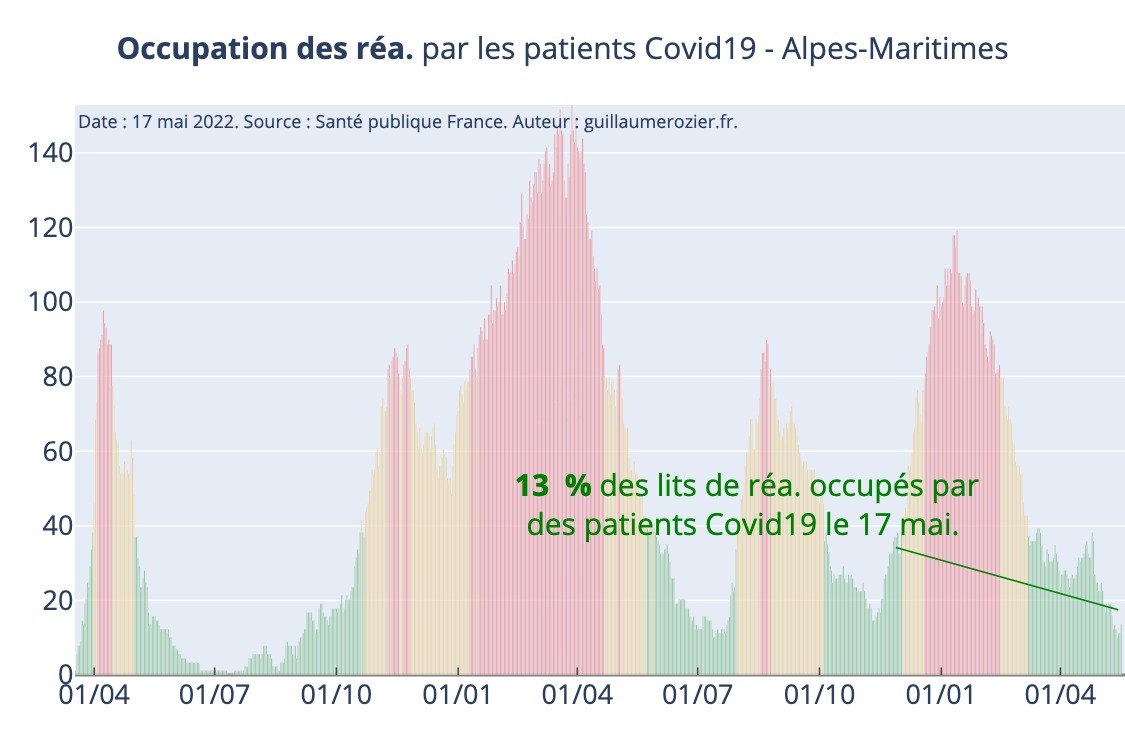 Occupation des réa. par les patients Covid19 - Alpes-Maritimes
Date : 17 mai 2022. Source : Santé publique France. Auteur : guillaumerozier.fr.
140
120
100
80
60
40
20
0
13 % des lits de réa. occupés par
des patients Covid19 le 17 mai.
01/04 01/07 01/10 01/01 01/04 01/07 01/10 01/01 01/04